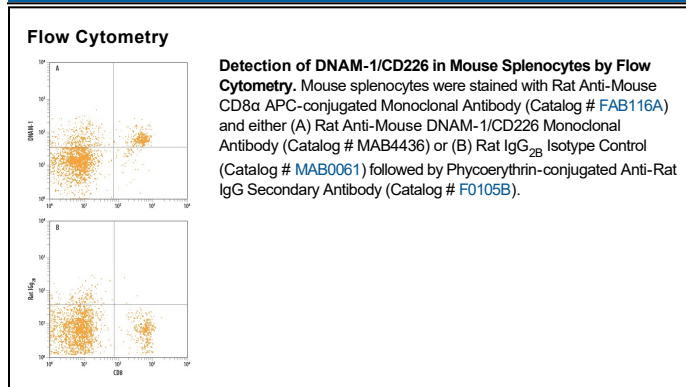 Flow Cytometry
Detection of DNAM-1/CD226 in Mouse Splenocytes by Flow
Cytometry. Mouse splenocytes were stained with Rat Anti-Mouse
CD8α APC-conjugated Monoclonal Antibody (Catalog # FAB116A)
and either (A) Rat Anti-Mouse DNAM-1/CD226 Monoclonal
Antibody (Catalog # MAB4436) or (B) Rat IgG2B Isotype Control
(Catalog # MAB0061) followed by Phycoerythrin-conjugated Anti-Rat
IgG Secondary Antibody (Catalog # F0105B).
A
DNAM-1
B
Rat IgG2B
CD8